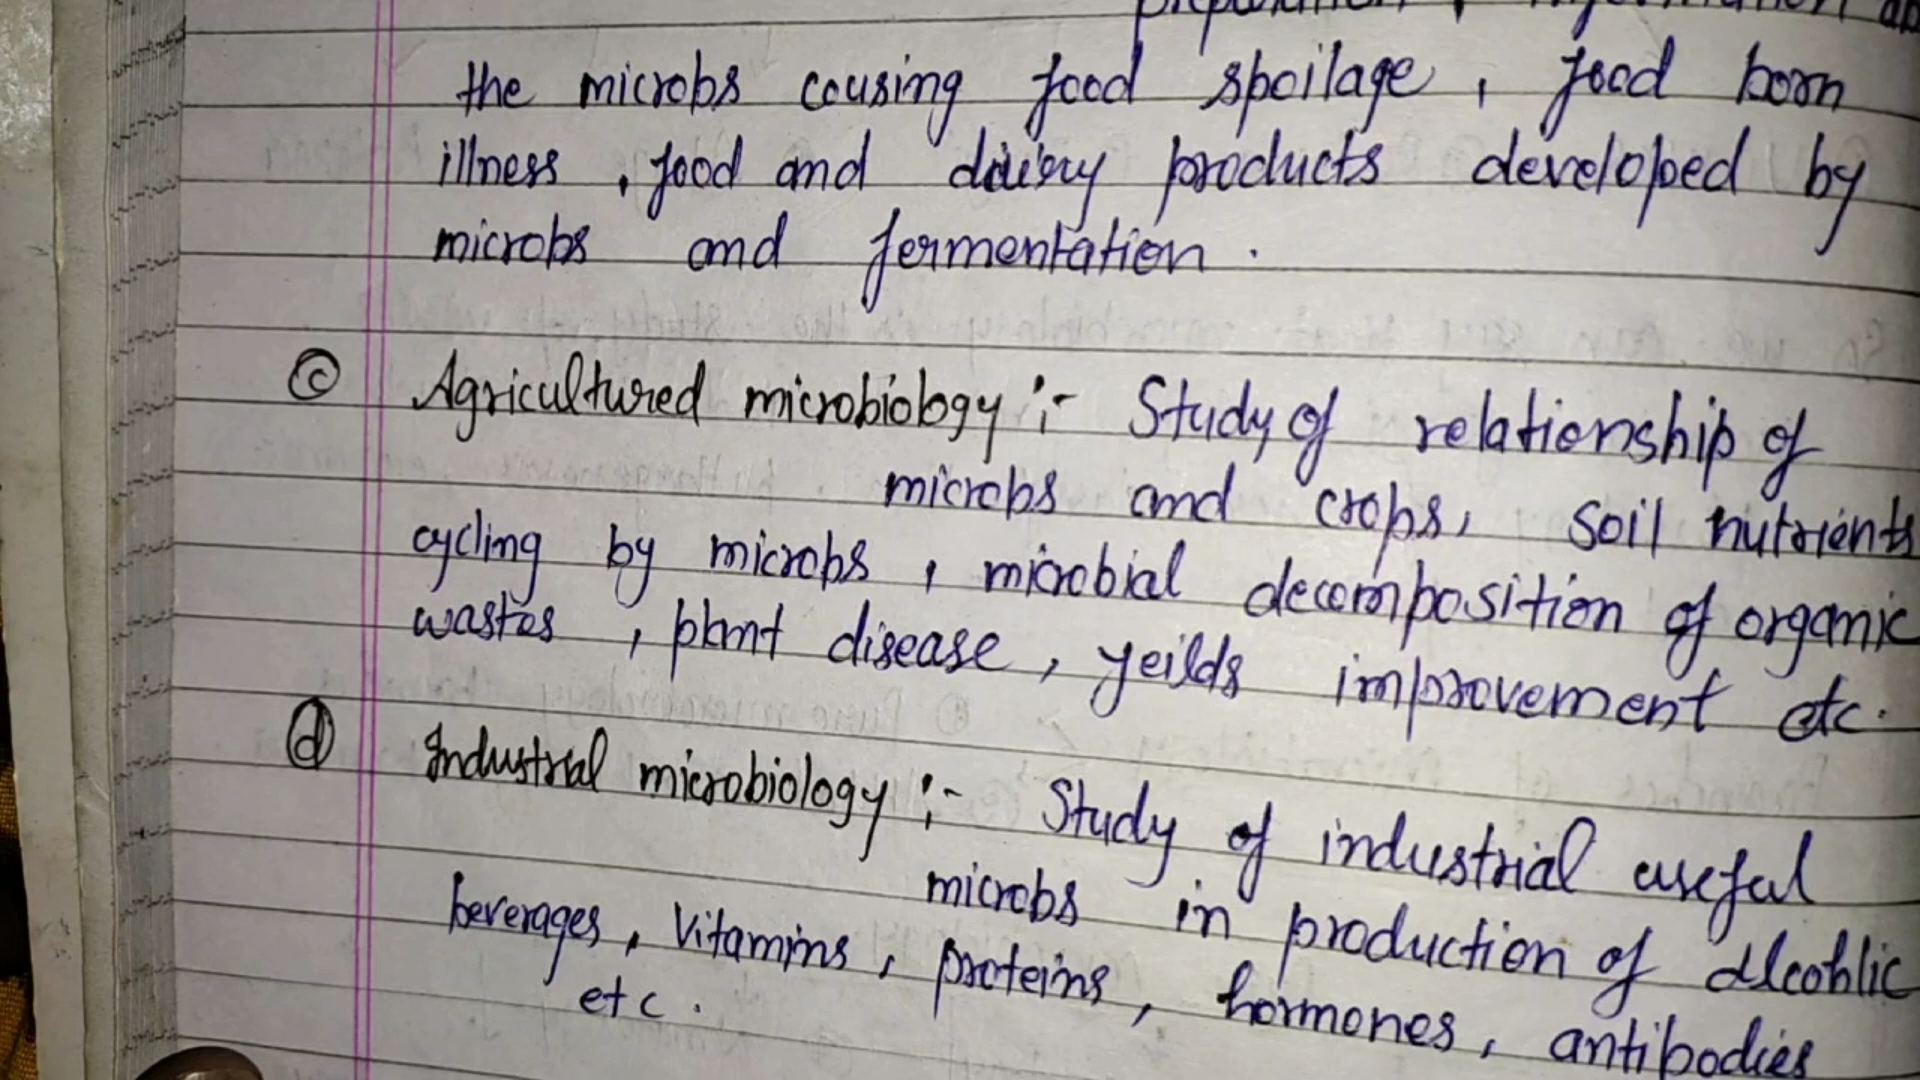 the microbs causing food spoilage, food born
illness, food and dairy products developed by
microbs and fermentation.
(c) Agricultured microbiology :- Study of relationship of
microbs and crops, soil nutrients
cycling by microbs, microbial decomposition of organic
wastes, plant disease, yeilds improvement etc.
(d) Industrial microbiology :- Study of industrial useful
microbs in production of alcohlic
beverages, Vitamins, proteins, hormones, antibodies
etc.